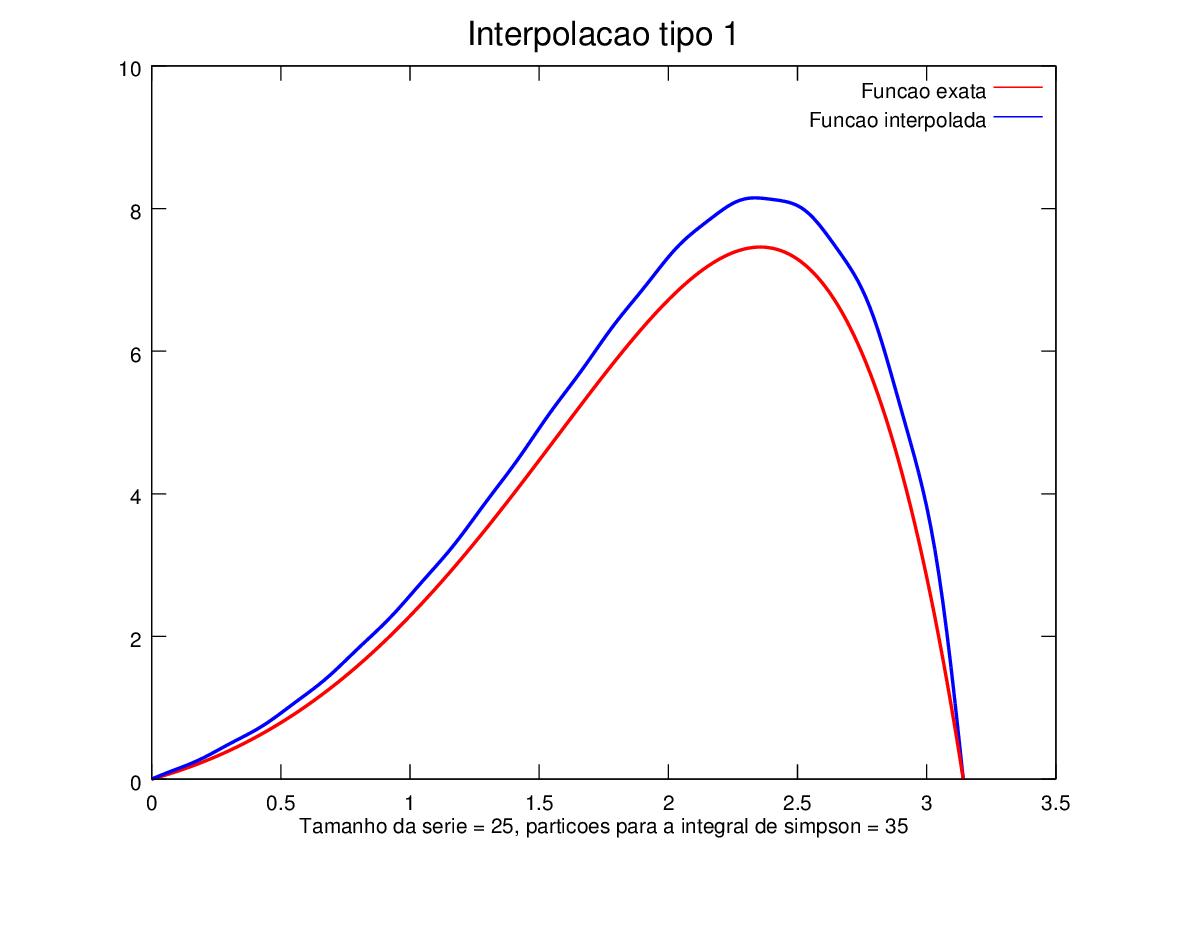 Interpolacao tipo 1
10
Funcao exata
Funcao interpolada
8
6
4
2
0
0 0.5 1 1.5 2 2.5 3 3.5
Tamanho da serie = 25, particoes para a integral de simpson = 35